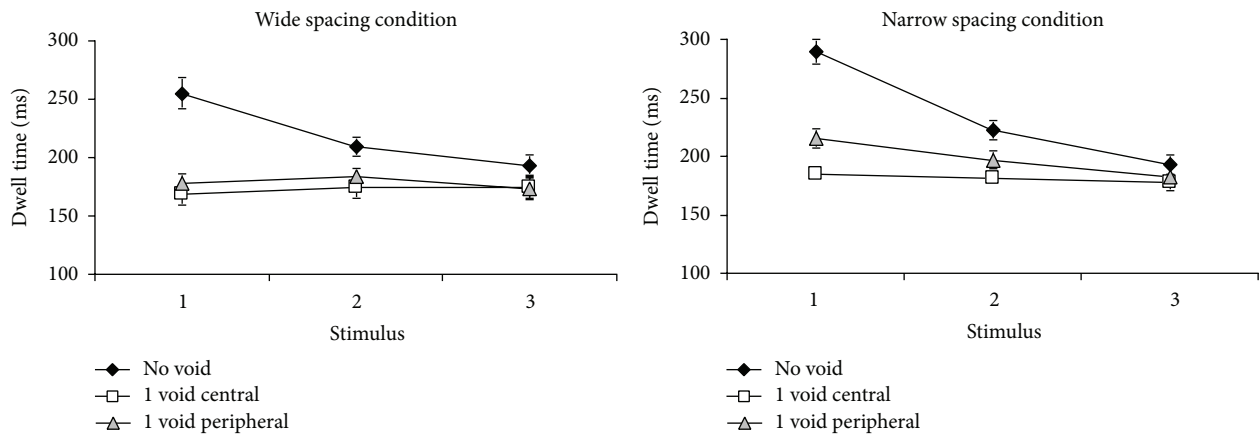 Wide spacing condition
300
250
200
150
100
Dwell time (ms)
1 2 3
Stimulus
No void
1 void central
1 void peripheral
Narrow spacing condition
300
250
200
150
100
Dwell time (ms)
1 2 3
Stimulus
No void
1 void central
1 void peripheral